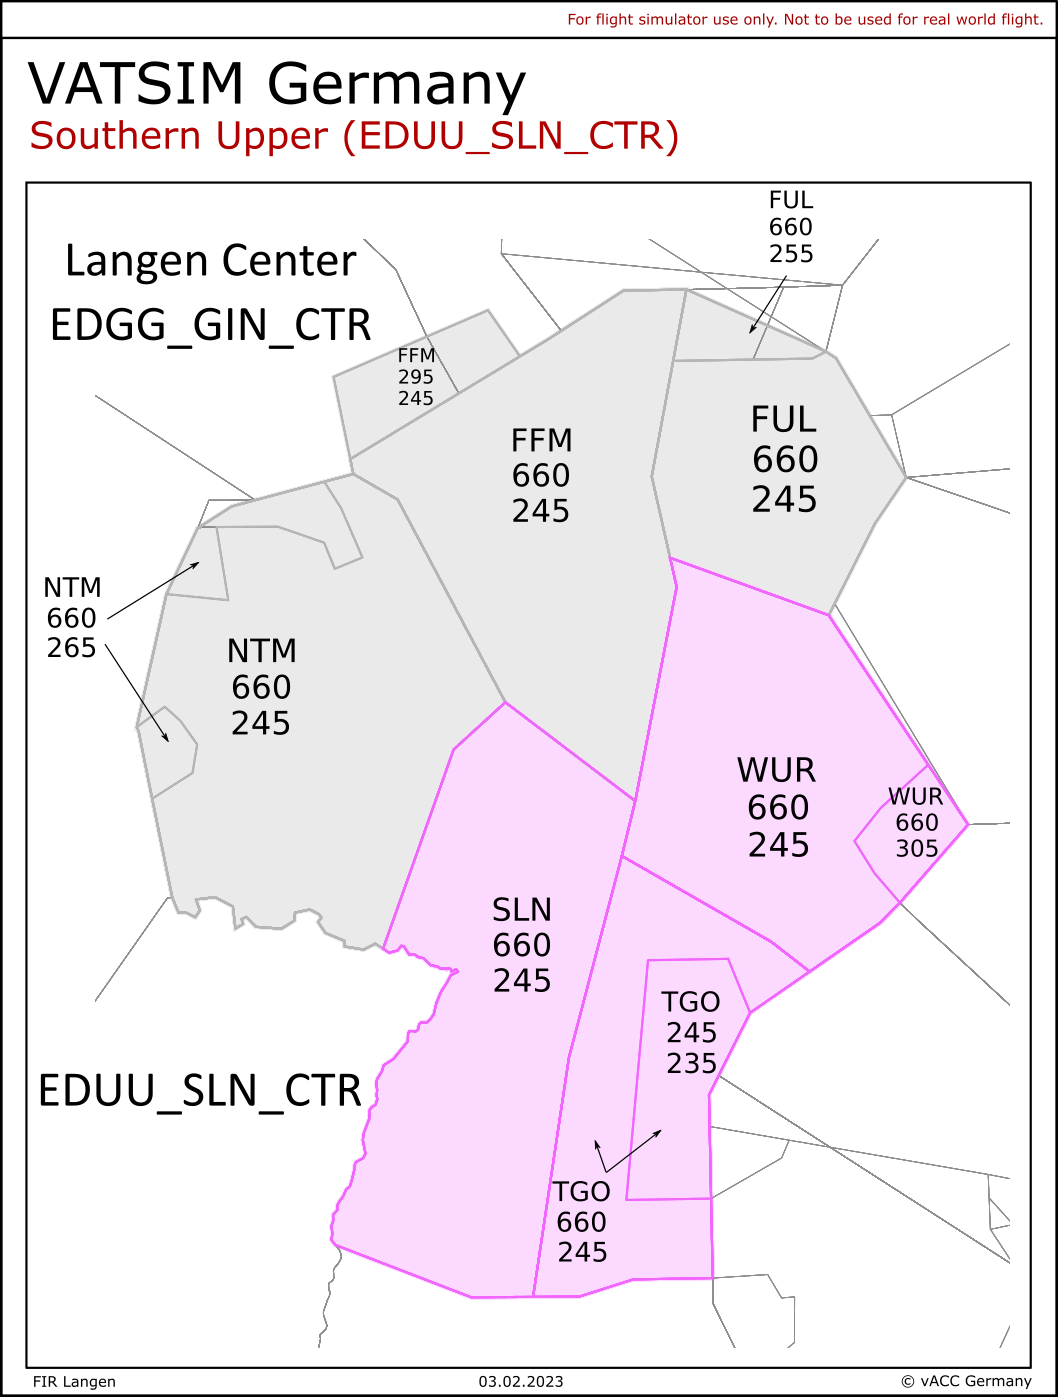 For flight simulator use only. Not to be used for real world flight.
VATSIM Germany
Southern Upper (EDUU_SLN_CTR)
FUL
660
255
Langen Center
EDGG_GIN_CTR
FFM
295
245
FUL
660
245
FFM
660
245
NTM
660
265
NTM
660
245
WUR
660
245
WUR
660
305
SLN
660
245
TGO
245
235
EDUU_SLN_CTR
TGO
660
245
FIR Langen
03.02.2023
© vACC Germany